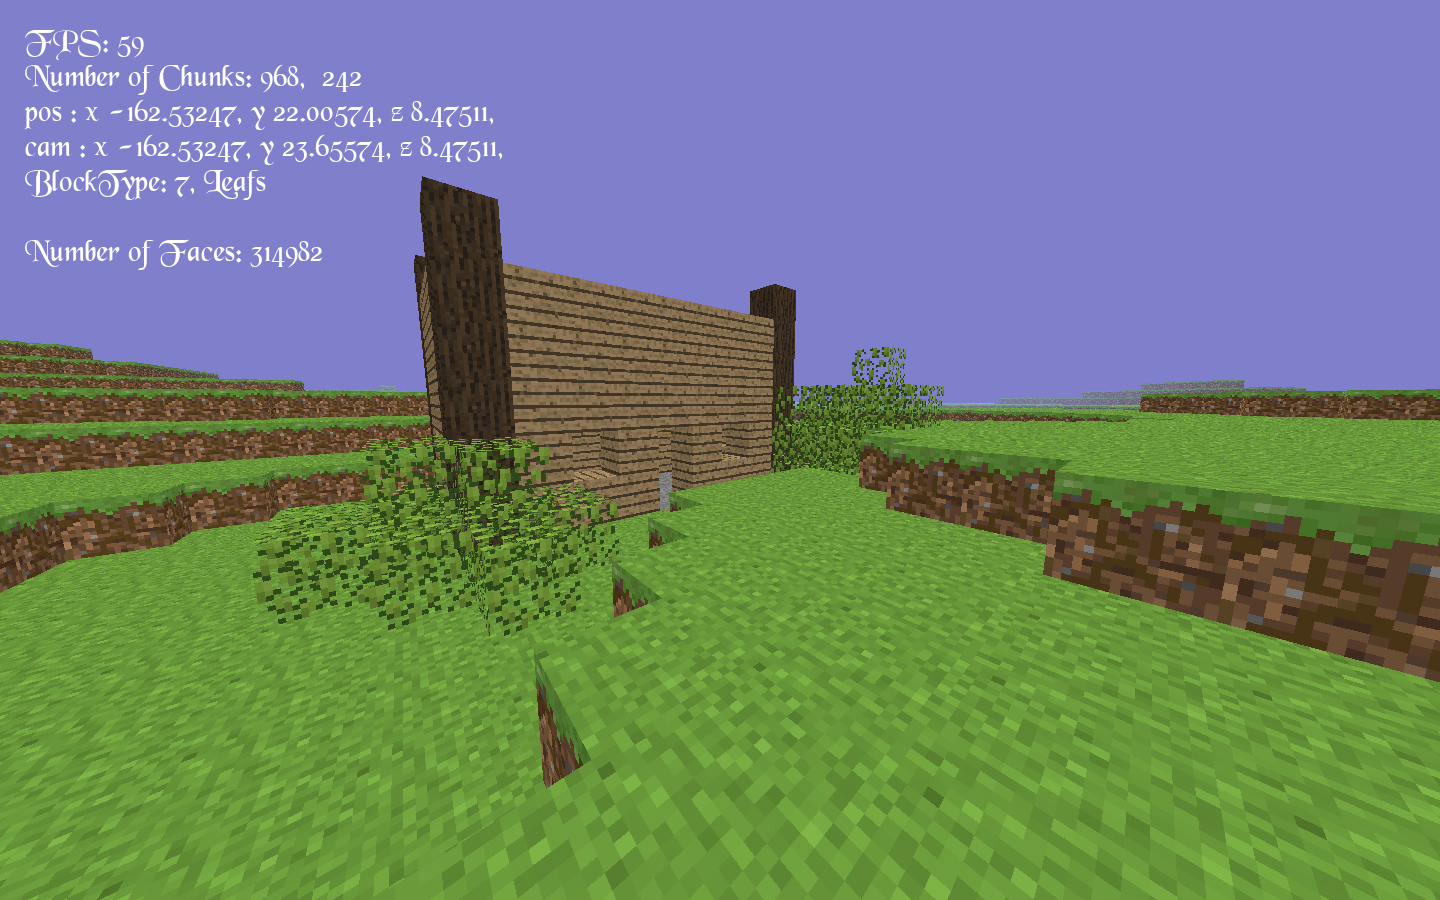 FPS: 59
Number of Chunks: 968, 242
pos : x -162.53247, y 22.00574, z 8.47511,
cam : x -162.53247, y 23.65574, z 8.47511,
BlockType: 7, Leafs
Number of Faces: 314982